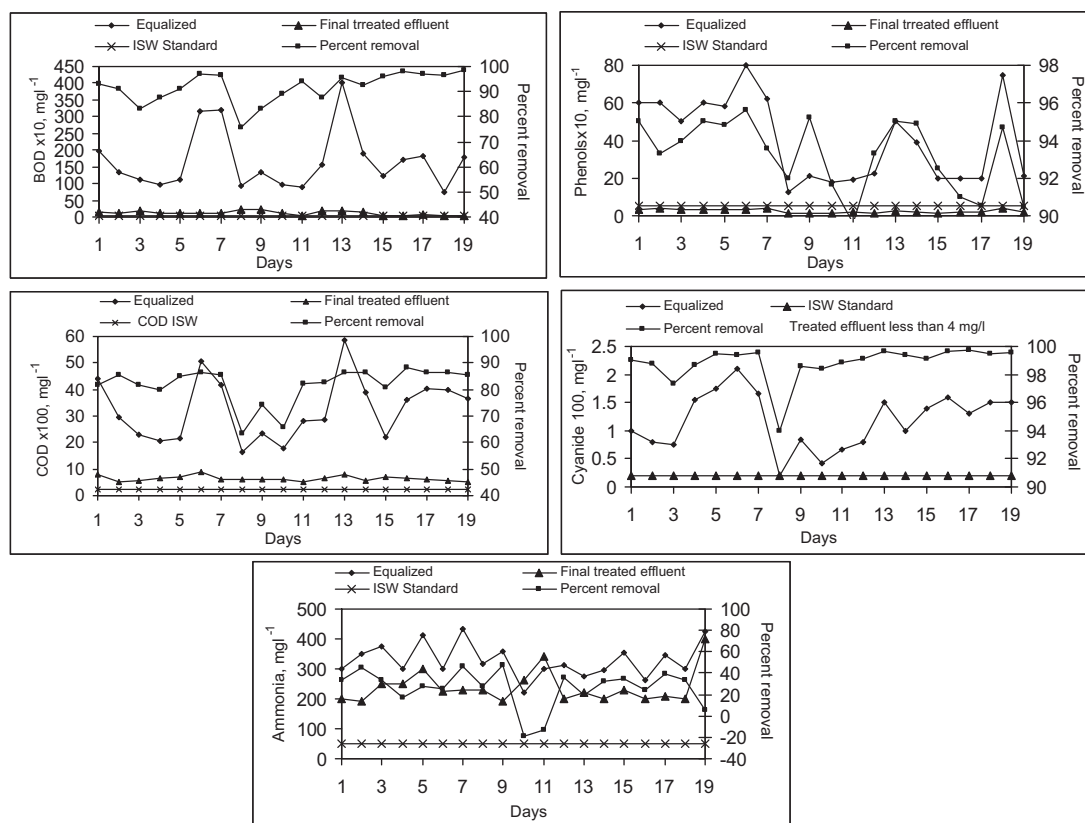 Equalized Final trreated effluent
ISW Standard Percent removal
450 400 350 300 250 200 150 100 50 0
100 90 80 70 60 50 40
BOD x10, mgl-1
Percent removal
1 3 5 7 9 11 13 15 17 19
Days
Equalized Final treated effluent
ISW Standard Percent removal
80 60 40 20 0
98 96 94 92 90
Phenolsx10, mgl-1
Percent removal
1 3 5 7 9 11 13 15 17 19
Days
Equalized Final treated effluent
COD ISW Percent removal
60 50 40 30 20 10 0
100 90 80 70 60 50 40
COD x100, mgl-1
Percent removal
1 3 5 7 9 11 13 15 17 19
Days
Equalized ISW Standard
Percent removal Treated effluent less than 4 mg/l
2.5 2 1.5 1 0.5 0
100 98 96 94 92 90
Cyanide 100, mgl-1
Percent removal
1 3 5 7 9 11 13 15 17 19
Days
Equalized Final treated effluent
ISW Standard Percent removal
500 400 300 200 100 0
100 80 60 40 20 0 -20 -40
Ammonia, mgl-1
Percent removal
1 3 5 7 9 11 13 15 17 19
Days